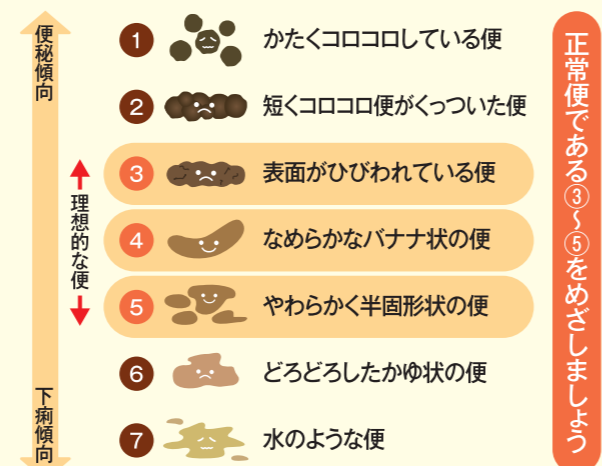 便秘傾向
1 かたくコロコロしている便
2 短くコロコロ便がくっついた便
3 表面がひびわれている便
4 なめらかなバナナ状の便
5 やわらかく半固形状の便
6 どろどろしたかゆ状の便
7 水のような便
理想的な便
下痢傾向
正常便である③〜⑤をめざしましょう